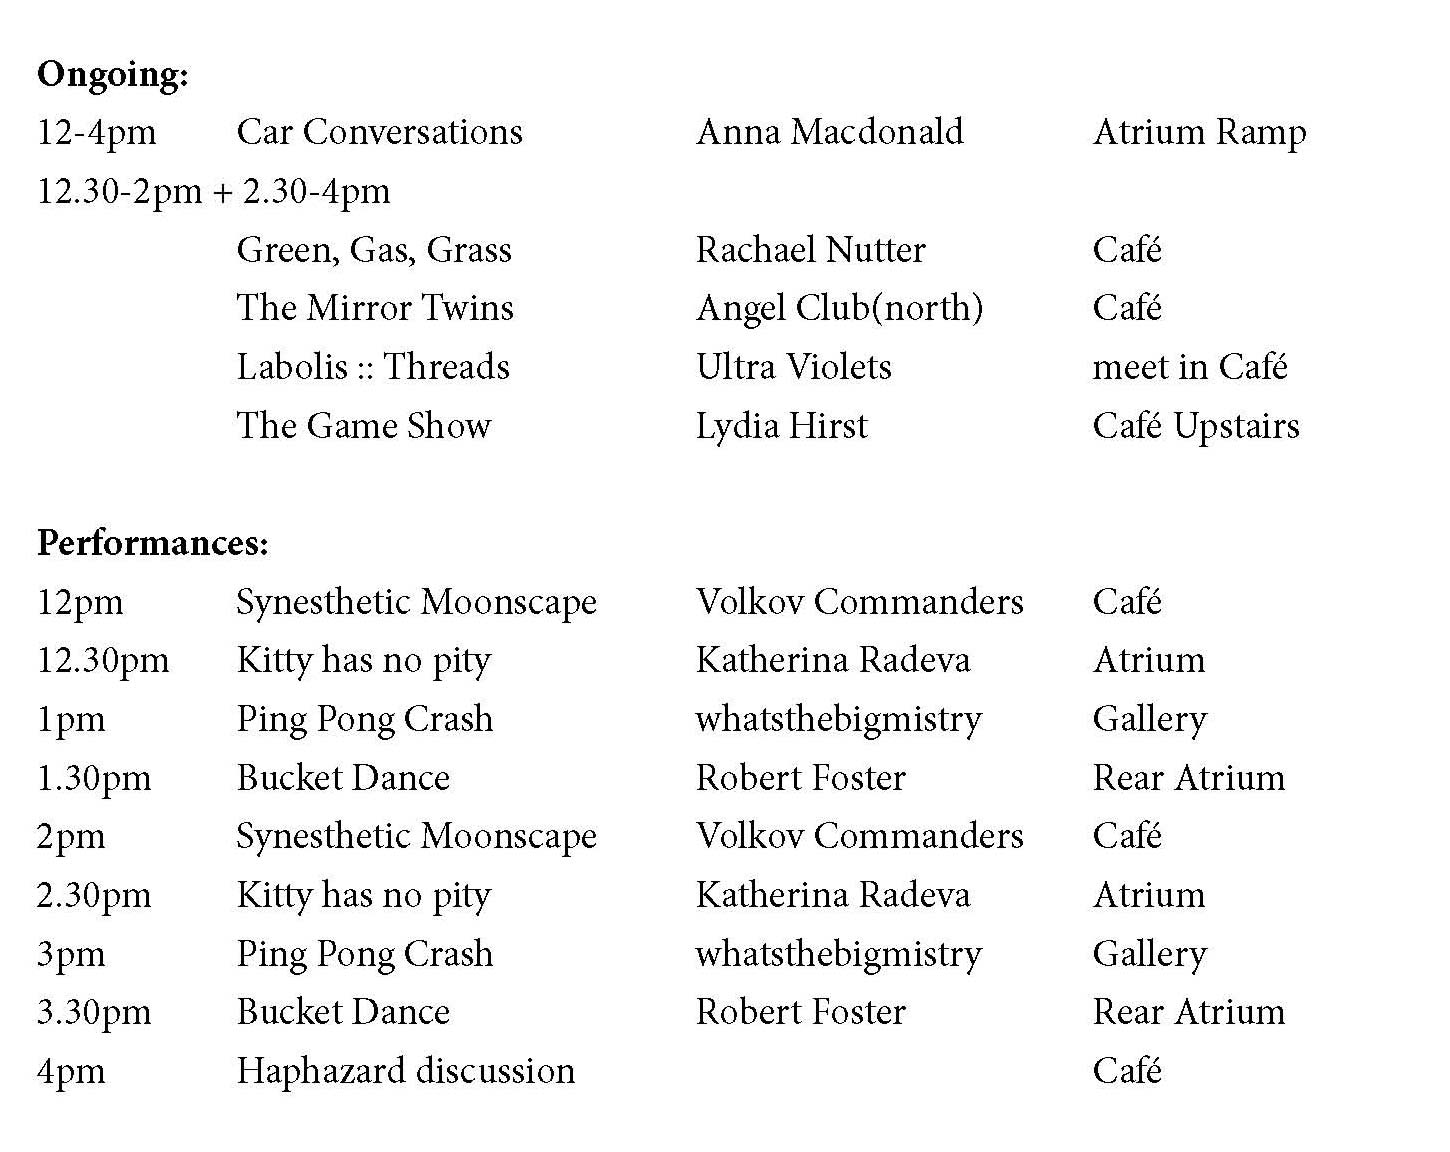 Ongoing:
12-4pm Car Conversations Anna Macdonald Atrium Ramp
12.30-2pm + 2.30-4pm
Green, Gas, Grass Rachael Nutter Café
The Mirror Twins Angel Club(north) Café
Labolis :: Threads Ultra Violets meet in Café
The Game Show Lydia Hirst Café Upstairs
Performances:
12pm Synesthetic Moonscape Volkov Commanders Café
12.30pm Kitty has no pity Katherina Radeva Atrium
1pm Ping Pong Crash whatsthebigmistry Gallery
1.30pm Bucket Dance Robert Foster Rear Atrium
2pm Synesthetic Moonscape Volkov Commanders Café
2.30pm Kitty has no pity Katherina Radeva Atrium
3pm Ping Pong Crash whatsthebigmistry Gallery
3.30pm Bucket Dance Robert Foster Rear Atrium
4pm Haphazard discussion Café